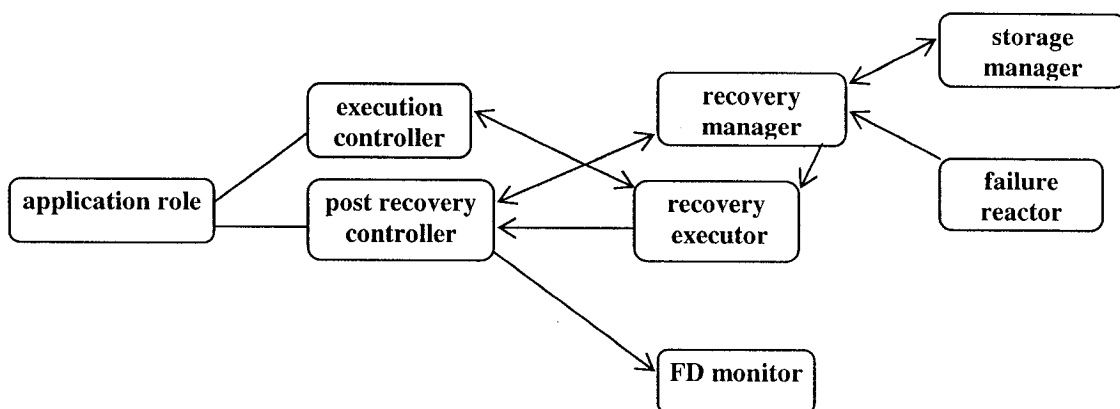 storage
manager
execution
controller
recovery
manager
application role
post recovery
controller
recovery
executor
failure
reactor
FD monitor